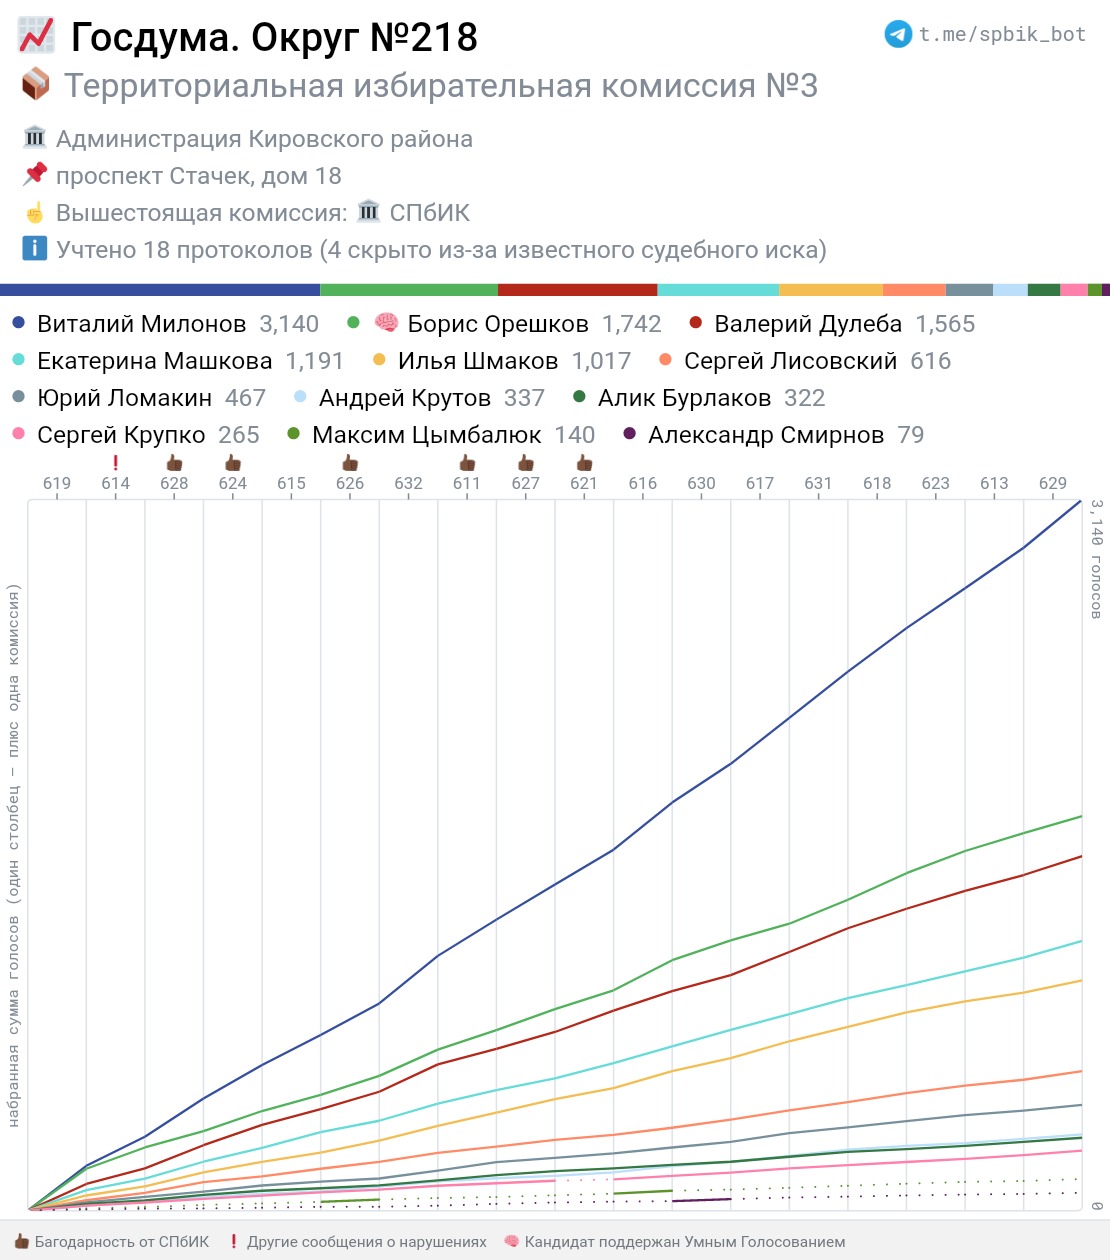 Госдума. Округ №218
t.me/spbik_bot
Территориальная избирательная комиссия №3
Администрация Кировского района
проспект Стачек, дом 18
Вышестоящая комиссия: СПбИК
Учтено 18 протоколов (4 скрыто из-за известного судебного иска)
Виталий Милонов 3,140 Борис Орешков 1,742 Валерий Дулеба 1,565
Екатерина Машкова 1,191 Илья Шмаков 1,017 Сергей Лисовский 616
Юрий Ломакин 467 Андрей Крутов 337 Алик Бурлаков 322
Сергей Крупко 265 Максим Цымбалюк 140 Александр Смирнов 79
619 614 628 624 615 626 632 611 627 621 616 630 617 631 618 623 613 629
3,140 голосов
набранная сумма голосов (один столбец — плюс одна комиссия)
0
Багодарность от СПбИК Другие сообщения о нарушениях Кандидат поддержан Умным Голосованием